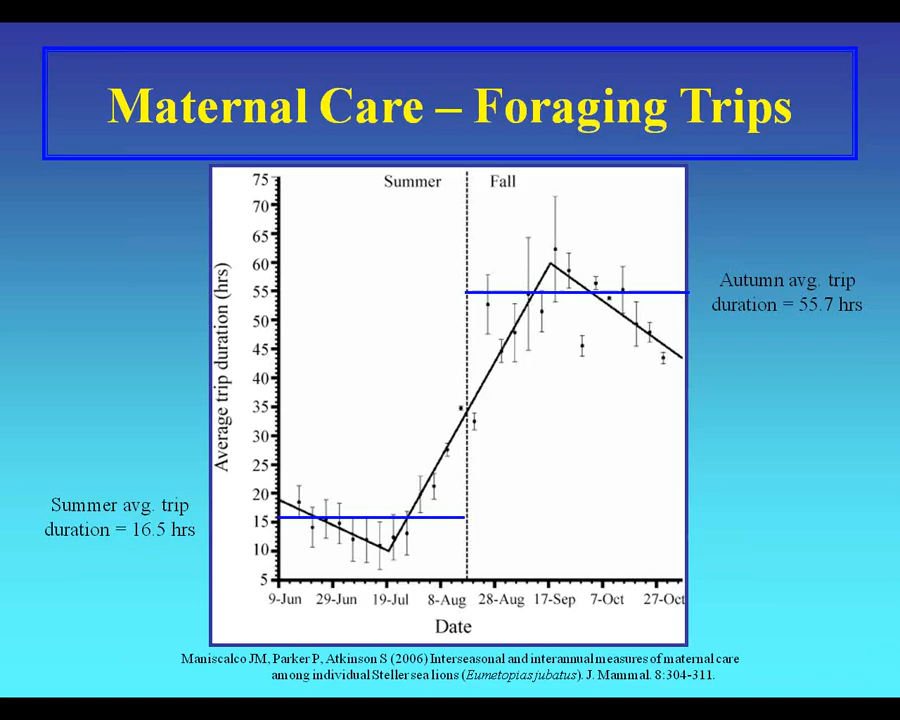 Maternal Care – Foraging Trips
Summer Fall
75
70
65
60
55
50
45
40
35
30
25
20
15
10
5
Average trip duration (hrs)
9-Jun 29-Jun 19-Jul 8-Aug 28-Aug 17-Sep 7-Oct 27-Oct
Date
Autumn avg. trip
duration = 55.7 hrs
Summer avg. trip
duration = 16.5 hrs
Maniscalco JM, Parker P, Atkinson S (2006) Interseasonal and interannual measures of maternal care
among individual Steller sea lions (Eumetopias jubatus). J. Mammal. 8:304-311.